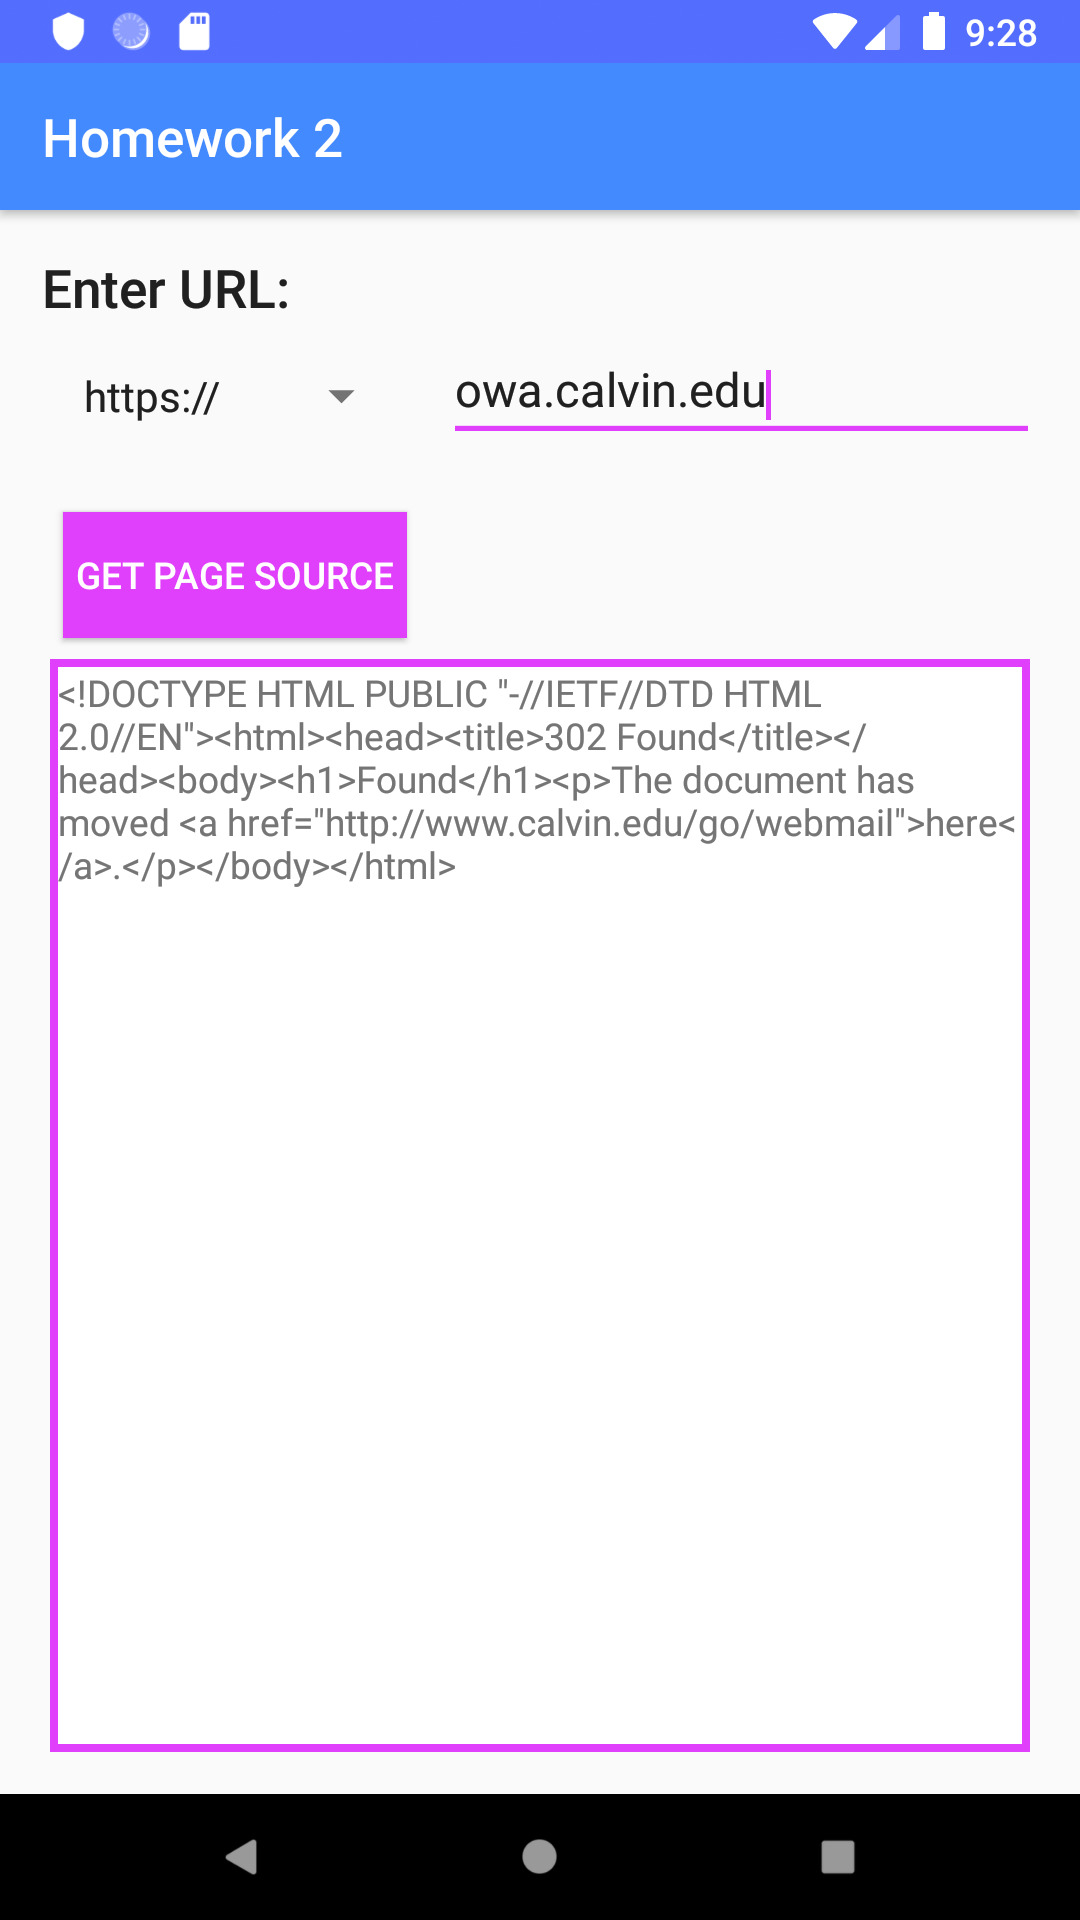 9:28
Homework 2
Enter URL:
https:// owa.calvin.edu
GET PAGE SOURCE
<!DOCTYPE HTML PUBLIC "-//IETF//DTD HTML
2.0//EN"><html><head><title>302 Found</title></
head><body><h1>Found</h1><p>The document has
moved <a href="http://www.calvin.edu/go/webmail">here<
/a>.</p></body></html>